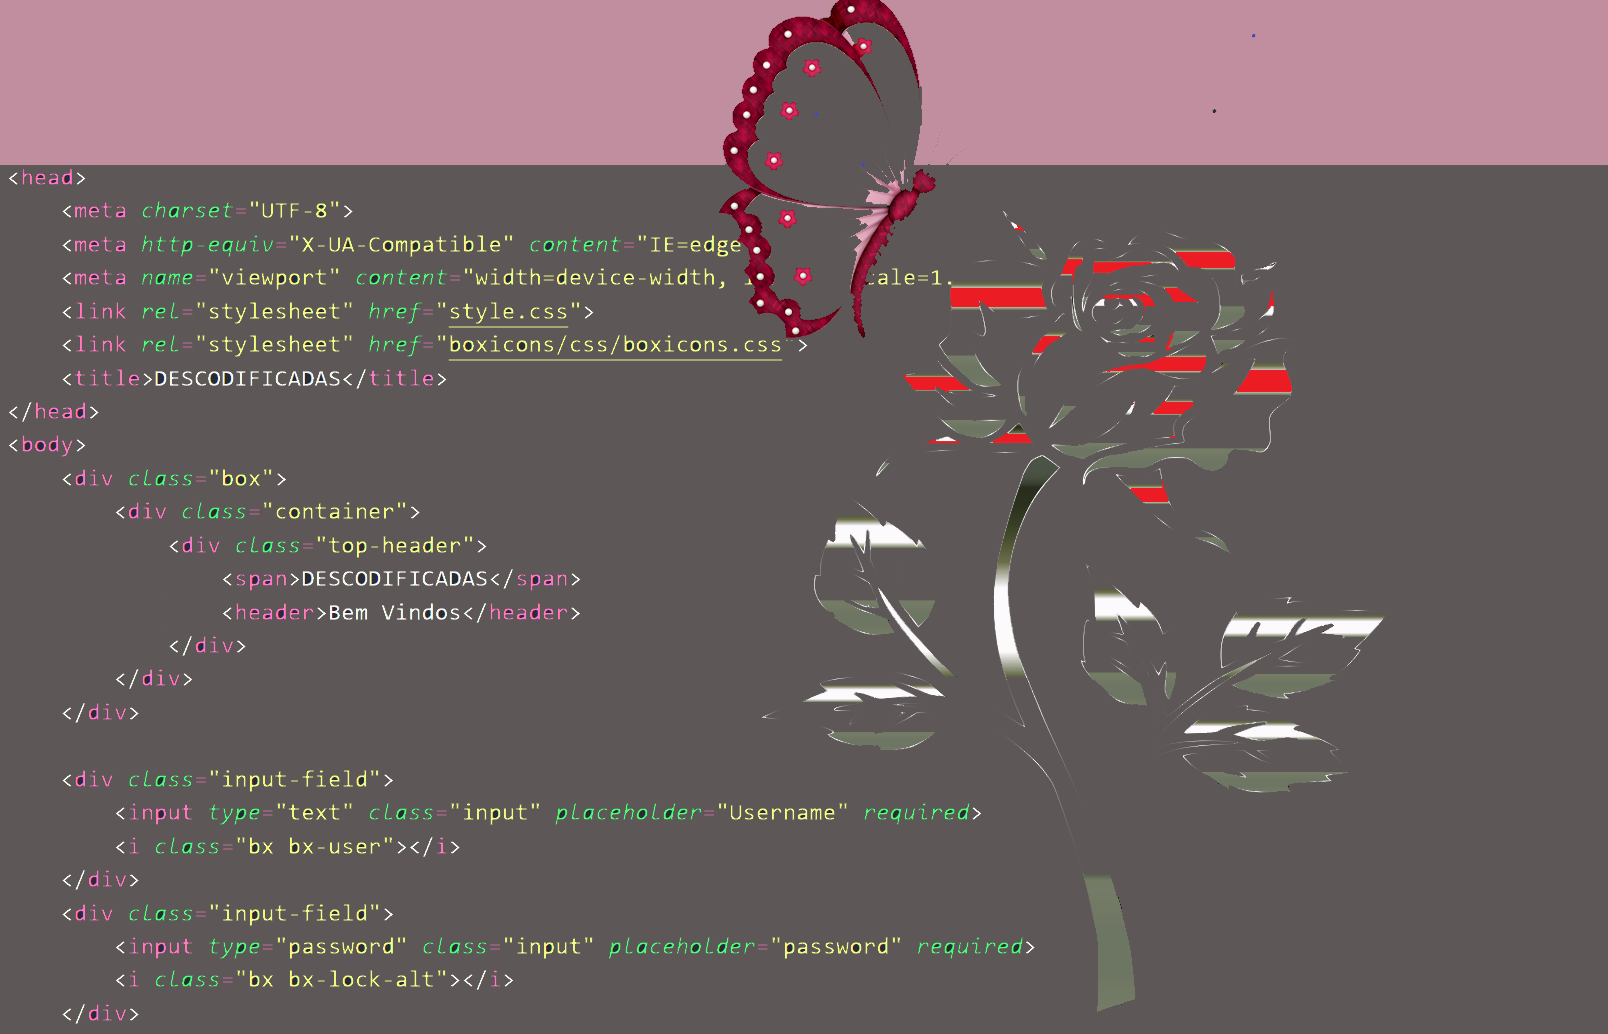 <head>
<meta charset="UTF-8">
<meta http-equiv="X-UA-Compatible" content="IE=edge
<meta name="viewport" content="width=device-width, cale=1.
<link rel="stylesheet" href="style.css">
<link rel="stylesheet" href="boxicons/css/boxicons.css">
<title>DESCODIFICADAS</title>
</head>
<body>
<div class="box">
<div class="container">
<div class="top-header">
<span>DESCODIFICADAS</span>
<header>Bem Vindos</header>
</div>
</div>
</div>
<div class="input-field">
<input type="text" class="input" placeholder="Username" required>
<i class="bx bx-user"></i>
</div>
<div class="input-field">
<input type="password" class="input" placeholder="password" required>
<i class="bx bx-lock-alt"></i>
</div>